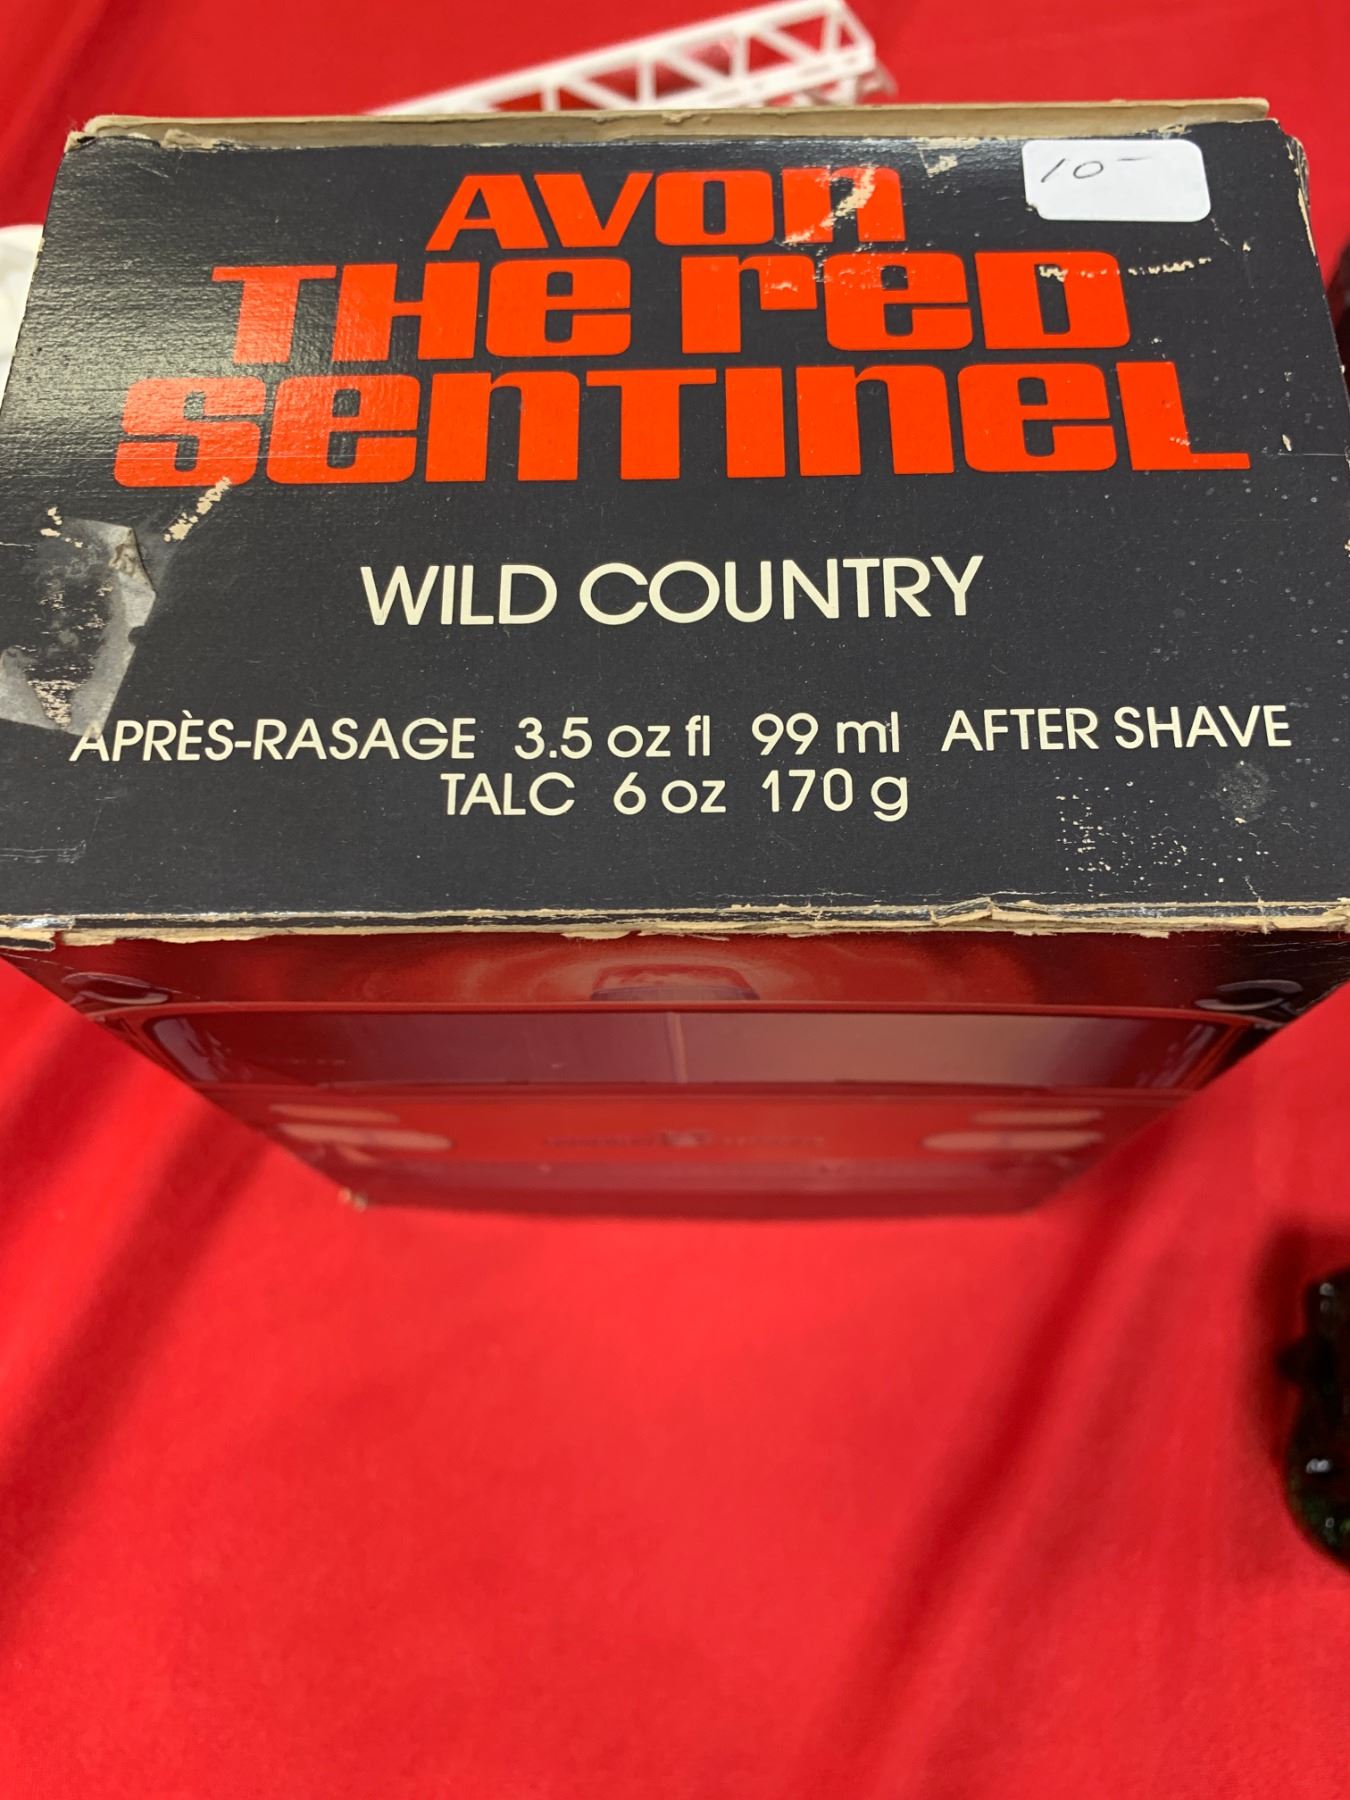 AVON
10-
THE RED
SENTINEL
WILD COUNTRY
APRÈS-RASAGE 3.5 oz fl 99 ml AFTER SHAVE
TALC 6 oz 170 g